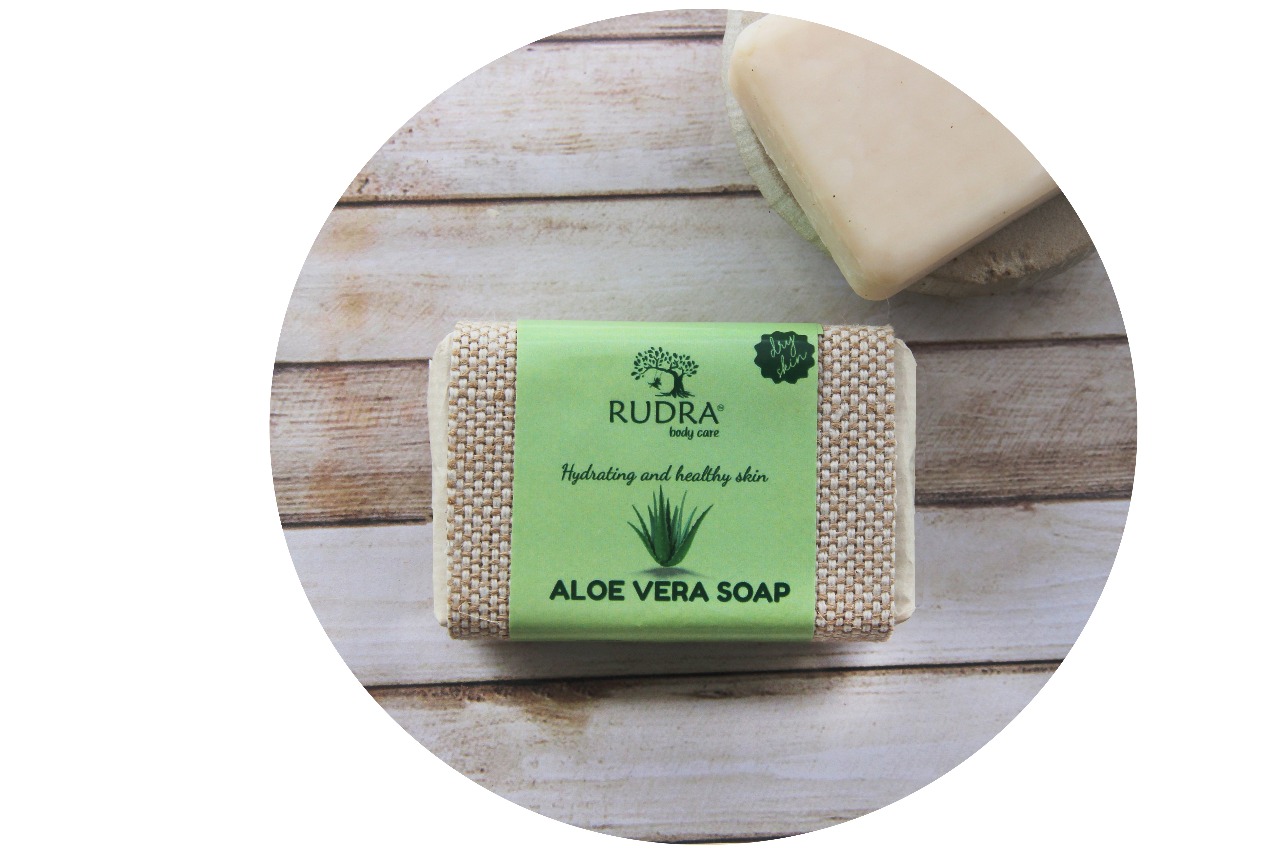 dry
skin
RUDRA
body care
Hydrating and healthy skin
ALOE VERA SOAP